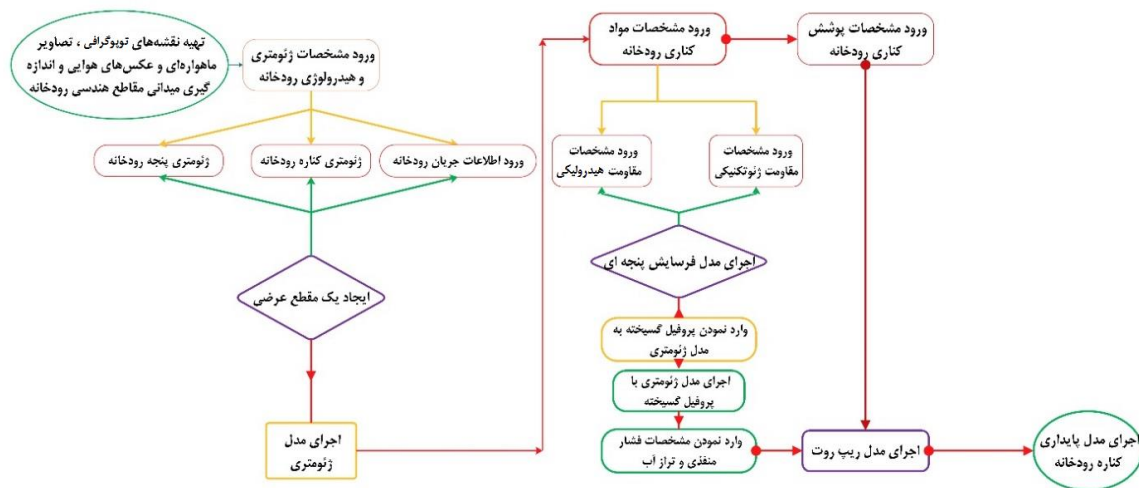 تهیه نقشه‌های توپوگرافی ، تصاویر
ماهواره‌ای و عکس‌های هوایی و اندازه
گیری میدانی مقاطع هندسی رودخانه
ورود مشخصات ژئومتری
و هیدرولوژی رودخانه
ورود مشخصات مواد
کناری رودخانه
ورود مشخصات پوشش
کناری رودخانه
ژئومتری پنجه رودخانه
ژئومتری کناره رودخانه
ورود اطلاعات جریان رودخانه
ورود مشخصات
مقاومت هیدرولیکی
ورود مشخصات
مقاومت ژئوتکنیکی
ایجاد یک مقطع عرضی
اجرای مدل فرسایش پنجه ای
وارد نمودن پروفیل گسیخته به
مدل ژئومتری
اجرای مدل ژئومتری با
پروفیل گسیخته
وارد نمودن مشخصات فشار
منفذی و تراز آب
اجرای مدل
ژئومتری
اجرای مدل ریپ روت
اجرای مدل پایداری
کناره رودخانه